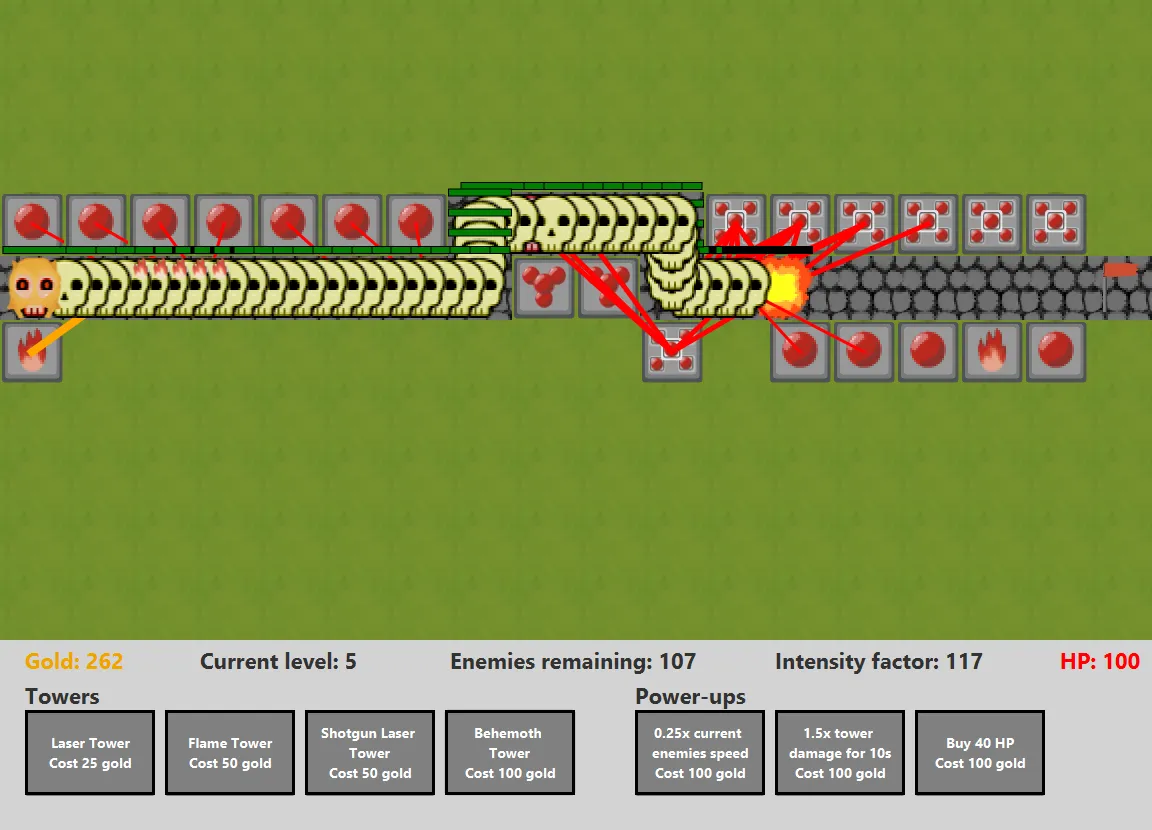 Gold: 262 Current level: 5 Enemies remaining: 107 Intensity factor: 117 HP: 100
Towers Power-ups
Laser Tower
Cost 25 gold
Flame Tower
Cost 50 gold
Shotgun Laser
Tower
Cost 50 gold
Behemoth
Tower
Cost 100 gold
0.25x current
enemies speed
Cost 100 gold
1.5x tower
damage for 10s
Cost 100 gold
Buy 40 HP
Cost 100 gold